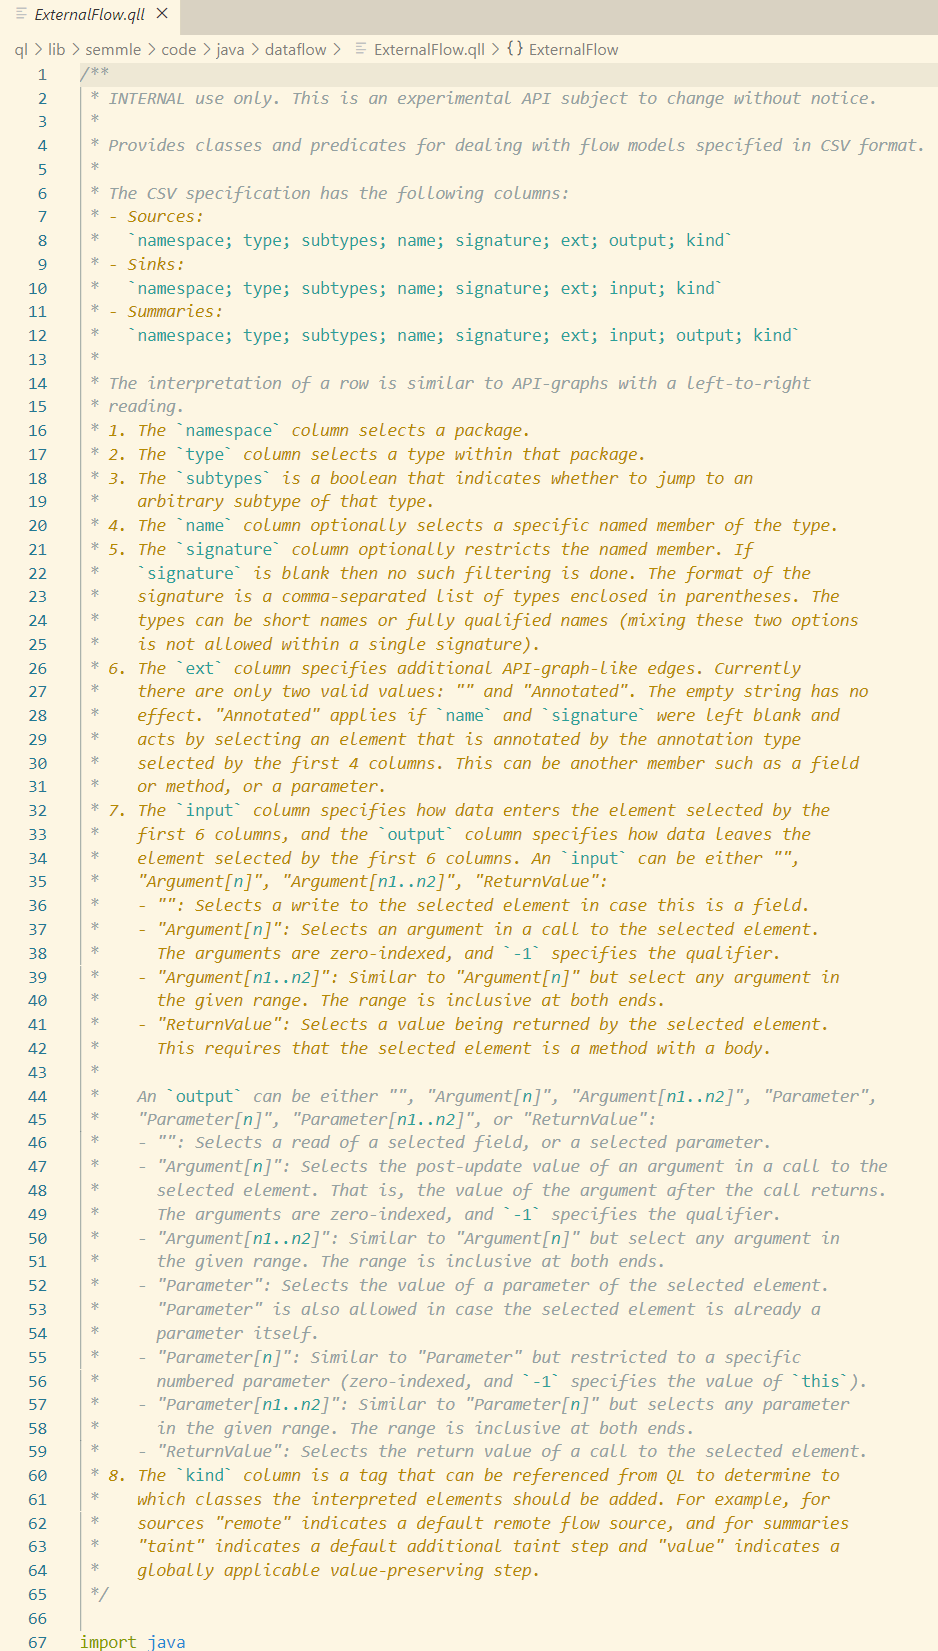 ExternalFlow.qll ×
ql > lib > semmle > code > java > dataflow > ExternalFlow.qll > {} ExternalFlow
1 /**
2 * INTERNAL use only. This is an experimental API subject to change without notice.
3 *
4 * Provides classes and predicates for dealing with flow models specified in CSV format.
5 *
6 * The CSV specification has the following columns:
7 * - Sources:
8 *   `namespace; type; subtypes; name; signature; ext; output; kind`
9 * - Sinks:
10 *   `namespace; type; subtypes; name; signature; ext; input; kind`
11 * - Summaries:
12 *   `namespace; type; subtypes; name; signature; ext; input; output; kind`
13 *
14 * The interpretation of a row is similar to API-graphs with a left-to-right
15 * reading.
16 * 1. The `namespace` column selects a package.
17 * 2. The `type` column selects a type within that package.
18 * 3. The `subtypes` is a boolean that indicates whether to jump to an
19 *    arbitrary subtype of that type.
20 * 4. The `name` column optionally selects a specific named member of the type.
21 * 5. The `signature` column optionally restricts the named member. If
22 *    `signature` is blank then no such filtering is done. The format of the
23 *    signature is a comma-separated list of types enclosed in parentheses. The
24 *    types can be short names or fully qualified names (mixing these two options
25 *    is not allowed within a single signature).
26 * 6. The `ext` column specifies additional API-graph-like edges. Currently
27 *    there are only two valid values: "" and "Annotated". The empty string has no
28 *    effect. "Annotated" applies if `name` and `signature` were left blank and
29 *    acts by selecting an element that is annotated by the annotation type
30 *    selected by the first 4 columns. This can be another member such as a field
31 *    or method, or a parameter.
32 * 7. The `input` column specifies how data enters the element selected by the
33 *    first 6 columns, and the `output` column specifies how data leaves the
34 *    element selected by the first 6 columns. An `input` can be either "",
35 *    "Argument[n]", "Argument[n1..n2]", "ReturnValue":
36 *    - "": Selects a write to the selected element in case this is a field.
37 *    - "Argument[n]": Selects an argument in a call to the selected element.
38 *      The arguments are zero-indexed, and `-1` specifies the qualifier.
39 *    - "Argument[n1..n2]": Similar to "Argument[n]" but select any argument in
40 *      the given range. The range is inclusive at both ends.
41 *    - "ReturnValue": Selects a value being returned by the selected element.
42 *      This requires that the selected element is a method with a body.
43 *
44 *    An `output` can be either "", "Argument[n]", "Argument[n1..n2]", "Parameter",
45 *    "Parameter[n]", "Parameter[n1..n2]", or "ReturnValue":
46 *    - "": Selects a read of a selected field, or a selected parameter.
47 *    - "Argument[n]": Selects the post-update value of an argument in a call to the
48 *      selected element. That is, the value of the argument after the call returns.
49 *      The arguments are zero-indexed, and `-1` specifies the qualifier.
50 *    - "Argument[n1..n2]": Similar to "Argument[n]" but select any argument in
51 *      the given range. The range is inclusive at both ends.
52 *    - "Parameter": Selects the value of a parameter of the selected element.
53 *      "Parameter" is also allowed in case the selected element is already a
54 *      parameter itself.
55 *    - "Parameter[n]": Similar to "Parameter" but restricted to a specific
56 *      numbered parameter (zero-indexed, and `-1` specifies the value of `this`).
57 *    - "Parameter[n1..n2]": Similar to "Parameter[n]" but selects any parameter
58 *      in the given range. The range is inclusive at both ends.
59 *    - "ReturnValue": Selects the return value of a call to the selected element.
60 * 8. The `kind` column is a tag that can be referenced from QL to determine to
61 *    which classes the interpreted elements should be added. For example, for
62 *    sources "remote" indicates a default remote flow source, and for summaries
63 *    "taint" indicates a default additional taint step and "value" indicates a
64 *    globally applicable value-preserving step.
65 */
66
67 import java